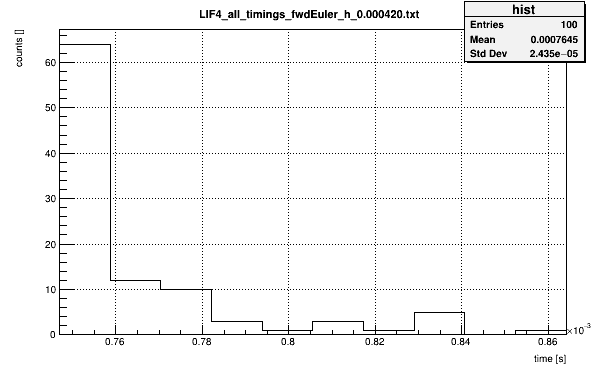 LIF4_all_timings_fwdEuler_h_0.000420.txt
hist
Entries 100
Mean 0.0007645
Std Dev 2.435e−05
counts []
60
50
40
30
20
10
0
0.76 0.78 0.8 0.82 0.84 0.86
×10⁻³
time [s]